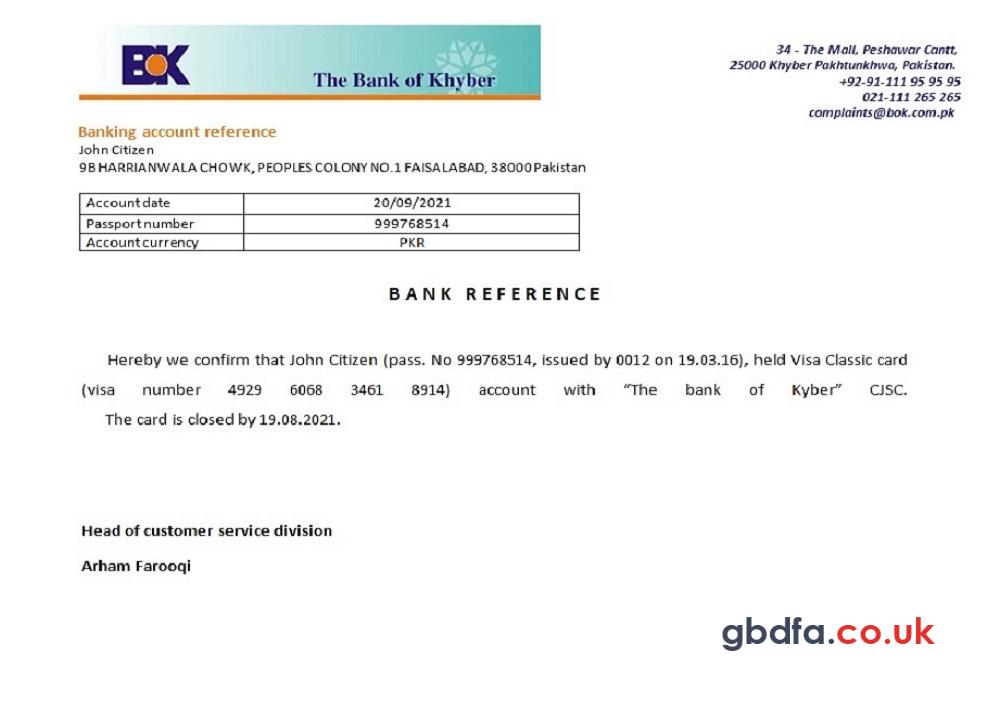 BOK
The Bank of Khyber
34 - The Mall, Peshawar Cantt,
25000 Khyber Pakhtunkhwa, Pakistan.
+92-91-111 95 95 95
021-111 265 265
complaints@bok.com.pk
Banking account reference
John Citizen
9B HARRIANWALA CHOWK, PEOPLES COLONY NO.1 FAISALABAD, 38000 Pakistan
Account date 20/09/2021
Passport number 999768514
Account currency PKR
BANK REFERENCE
Hereby we confirm that John Citizen (pass. No 999768514, issued by 0012 on 19.03.16), held Visa Classic card
(visa number 4929 6068 3461 8914) account with “The bank of Kyber” CJSC.
The card is closed by 19.08.2021.
Head of customer service division
Arham Farooqi
gbdfa.co.uk